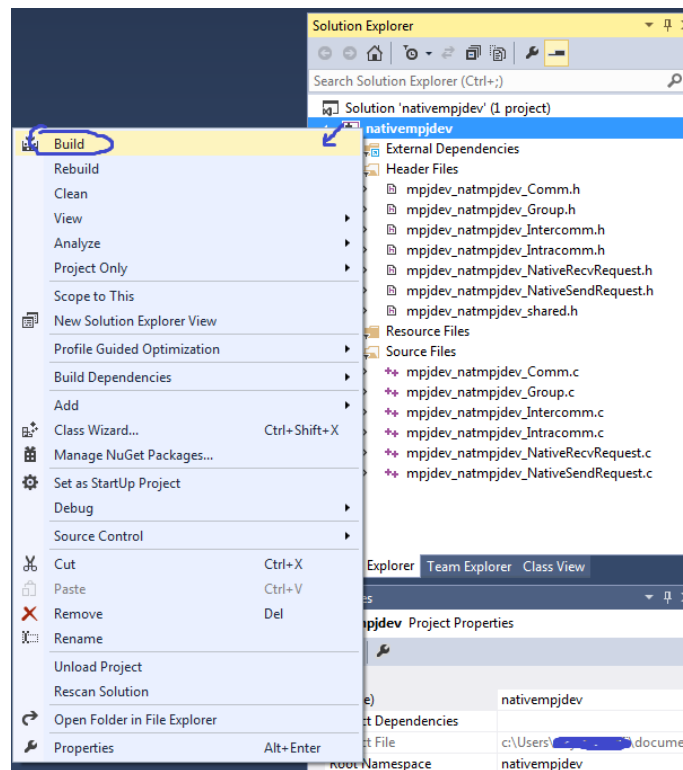 Solution Explorer
Search Solution Explorer (Ctrl+;)
Solution 'nativempjdev' (1 project)
nativempjdev
External Dependencies
Header Files
mpjdev_natmpjdev_Comm.h
mpjdev_natmpjdev_Group.h
mpjdev_natmpjdev_Intercomm.h
mpjdev_natmpjdev_Intracomm.h
mpjdev_natmpjdev_NativeRecvRequest.h
mpjdev_natmpjdev_NativeSendRequest.h
mpjdev_natmpjdev_shared.h
Resource Files
Source Files
mpjdev_natmpjdev_Comm.c
mpjdev_natmpjdev_Group.c
mpjdev_natmpjdev_Intercomm.c
mpjdev_natmpjdev_Intracomm.c
mpjdev_natmpjdev_NativeRecvRequest.c
mpjdev_natmpjdev_NativeSendRequest.c
Build
Rebuild
Clean
View
Analyze
Project Only
Scope to This
New Solution Explorer View
Profile Guided Optimization
Build Dependencies
Add
Class Wizard... Ctrl+Shift+X
Manage NuGet Packages...
Set as StartUp Project
Debug
Source Control
Cut Ctrl+X
Paste Ctrl+V
Remove Del
Rename
Unload Project
Rescan Solution
Open Folder in File Explorer
Properties Alt+Enter
Explorer Team Explorer Class View
Project Properties
nativempjdev
Dependencies
File c:\Users\
Root Namespace nativempjdev